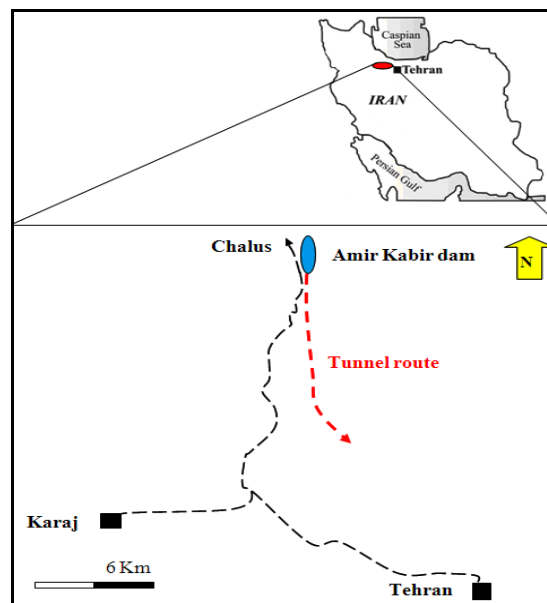 Caspian
Sea
Tehran
IRAN
Persian Gulf
Chalus
Amir Kabir dam
N
Tunnel route
Karaj
6 Km
Tehran